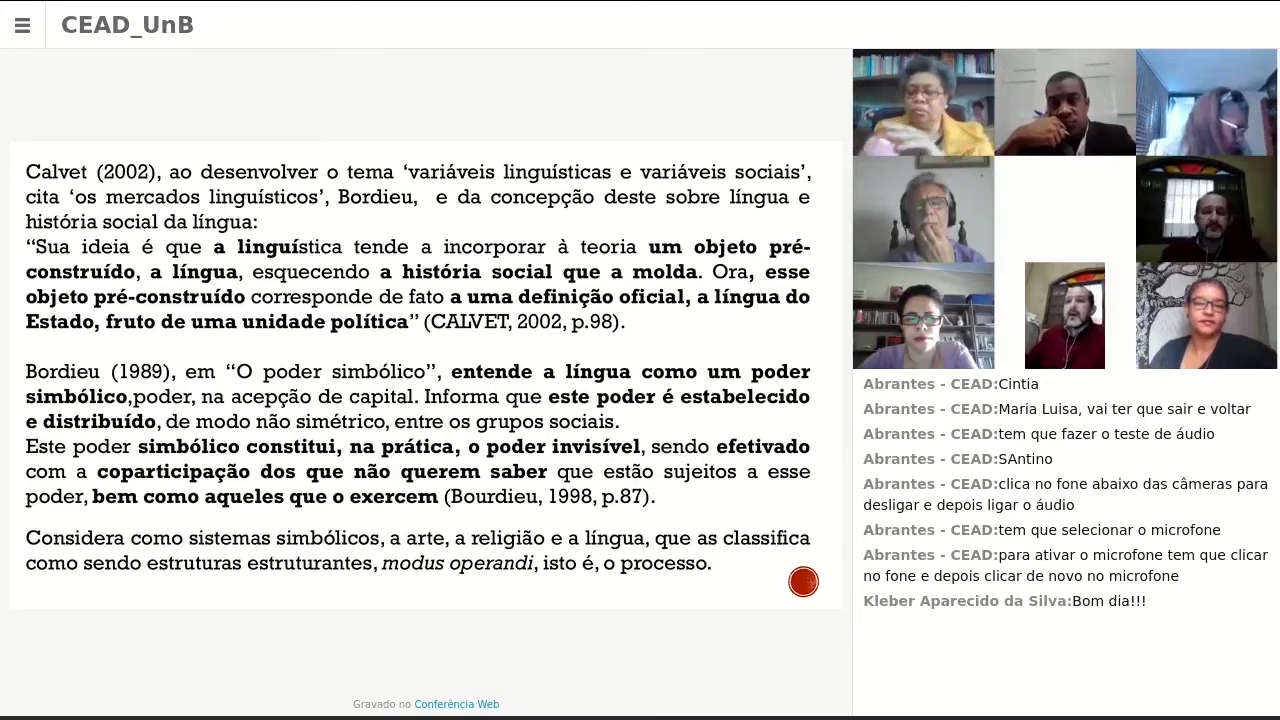 CEAD_UnB
Calvet (2002), ao desenvolver o tema ‘variáveis linguísticas e variáveis sociais’,
cita ‘os mercados linguísticos’, Bordieu, e da concepção deste sobre língua e
história social da língua:
“Sua ideia é que a linguística tende a incorporar à teoria um objeto pré-
construído, a língua, esquecendo a história social que a molda. Ora, esse
objeto pré-construído corresponde de fato a uma definição oficial, a língua do
Estado, fruto de uma unidade política” (CALVET, 2002, p.98).
Bordieu (1989), em “O poder simbólico”, entende a língua como um poder
simbólico,poder, na acepção de capital. Informa que este poder é estabelecido
e distribuído, de modo não simétrico, entre os grupos sociais.
Este poder simbólico constitui, na prática, o poder invisível, sendo efetivado
com a coparticipação dos que não querem saber que estão sujeitos a esse
poder, bem como aqueles que o exercem (Bourdieu, 1998, p.87).
Considera como sistemas simbólicos, a arte, a religião e a língua, que as classifica
como sendo estruturas estruturantes, modus operandi, isto é, o processo.
Gravado no Conferência Web
Abrantes - CEAD:Cintia
Abrantes - CEAD:Maria Luisa, vai ter que sair e voltar
Abrantes - CEAD:tem que fazer o teste de áudio
Abrantes - CEAD:SAntino
Abrantes - CEAD:clica no fone abaixo das câmeras para
desligar e depois ligar o áudio
Abrantes - CEAD:tem que selecionar o microfone
Abrantes - CEAD:para ativar o microfone tem que clicar
no fone e depois clicar de novo no microfone
Kleber Aparecido da Silva:Bom dia!!!